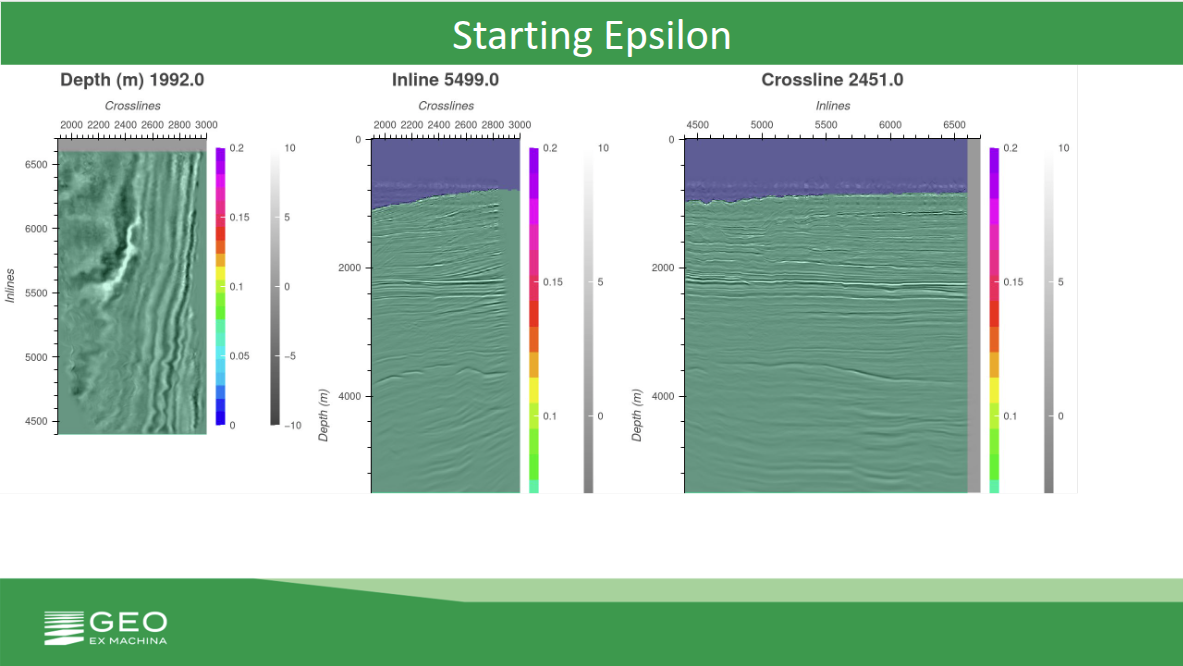 Starting Epsilon
Depth (m) 1992.0
Crosslines
2000 2200 2400 2600 2800 3000
6500
6000
5500
5000
4500
Inlines
0.2
0.15
0.1
0.05
0
10
5
0
−5
−10
Inline 5499.0
Crosslines
2000 2200 2400 2600 2800 3000
0
2000
4000
Depth (m)
0.2
0.15
0.1
10
5
0
Crossline 2451.0
Inlines
4500 5000 5500 6000 6500
0
2000
4000
Depth (m)
0.2
0.15
0.1
10
5
0
GEO
EX MACHINA